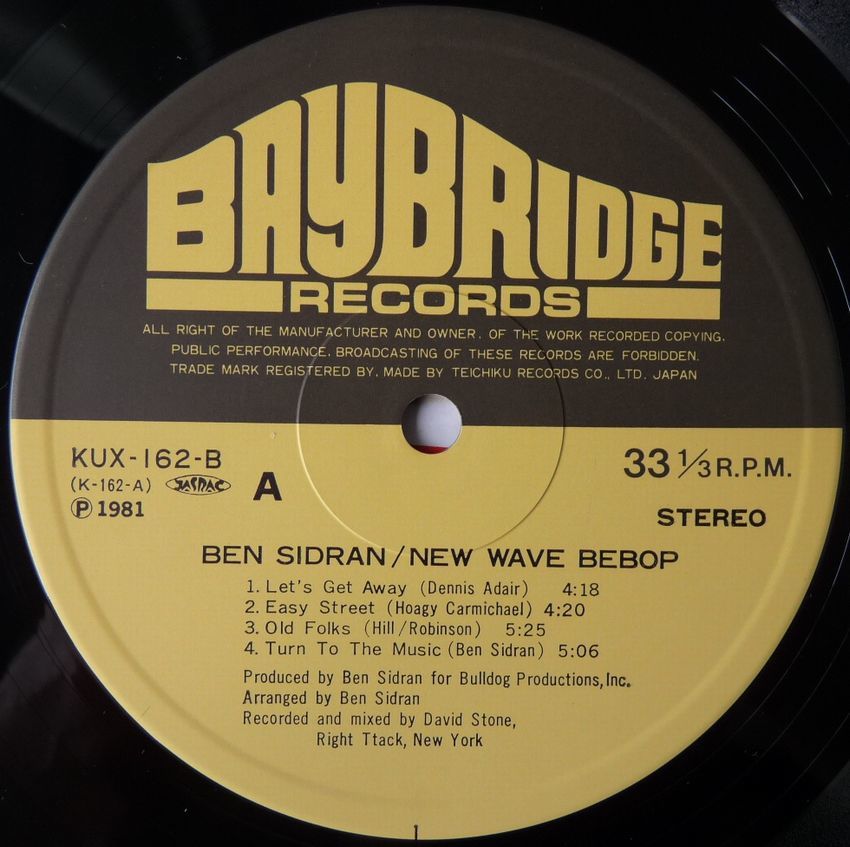 BAYBRIDGE
RECORDS
ALL RIGHT OF THE MANUFACTURER AND OWNER. OF THE WORK RECORDED COPYING.
PUBLIC PERFORMANCE. BROADCASTING OF THESE RECORDS ARE FORBIDDEN.
TRADE MARK REGISTERED BY. MADE BY TEICHIKU RECORDS CO., LTD. JAPAN
KUX-162-B
(K-162-A) JASRAC A
Ⓟ1981
33 1/3 R.P.M.
STEREO
BEN SIDRAN/NEW WAVE BEBOP
1. Let's Get Away (Dennis Adair) 4:18
2. Easy Street (Hoagy Carmichael) 4:20
3. Old Folks (Hill/Robinson) 5:25
4. Turn To The Music (Ben Sidran) 5:06
Produced by Ben Sidran for Bulldog Productions, Inc.
Arranged by Ben Sidran
Recorded and mixed by David Stone,
Right Ttack, New York
1